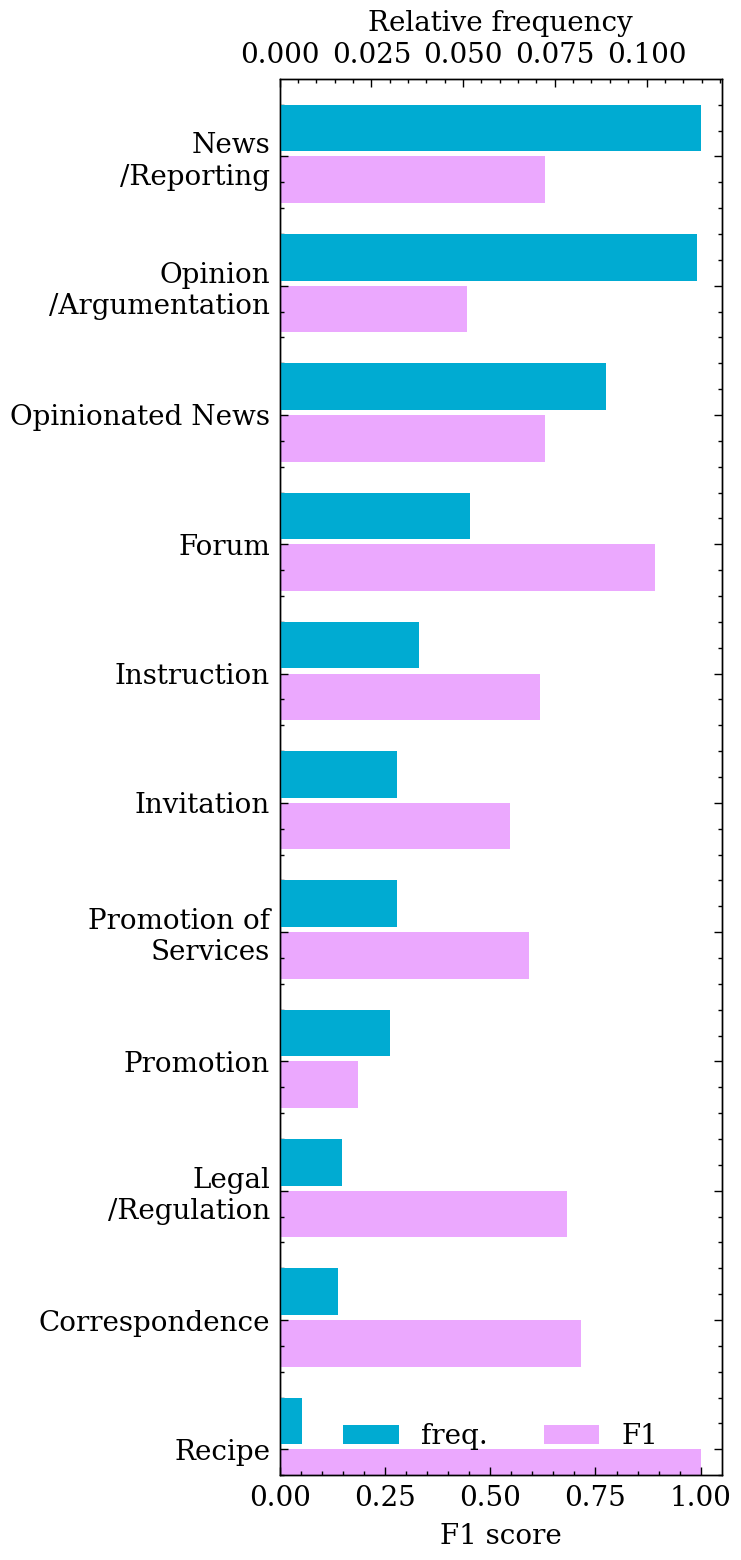 Relative frequency
0.000 0.025 0.050 0.075 0.100
News
/Reporting
Opinion
/Argumentation
Opinionated News
Forum
Instruction
Invitation
Promotion of
Services
Promotion
Legal
/Regulation
Correspondence
Recipe
freq. F1
0.00 0.25 0.50 0.75 1.00
F1 score